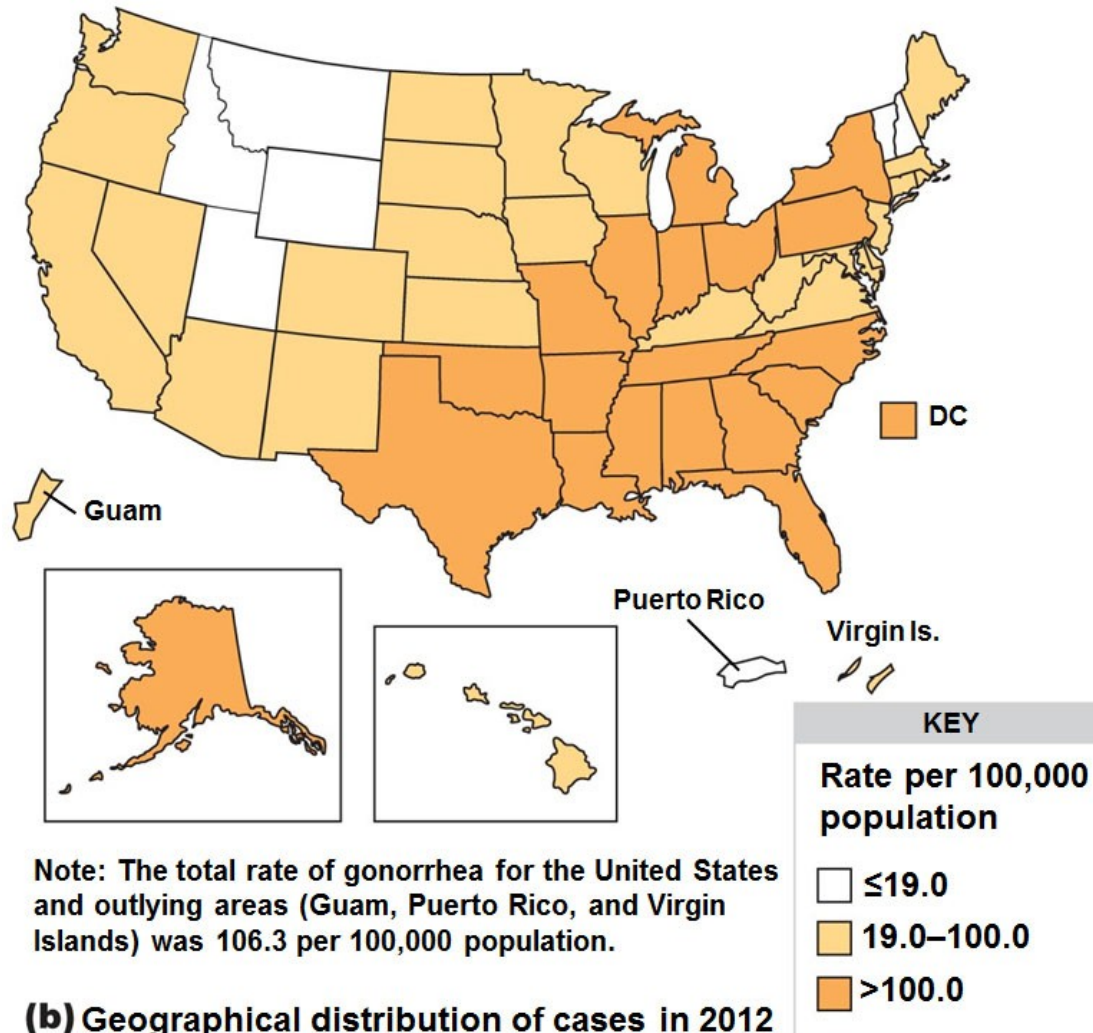 DC
Guam
Puerto Rico
Virgin Is.
KEY
Rate per 100,000
population
≤19.0
19.0–100.0
>100.0
Note: The total rate of gonorrhea for the United States
and outlying areas (Guam, Puerto Rico, and Virgin
Islands) was 106.3 per 100,000 population.
(b) Geographical distribution of cases in 2012